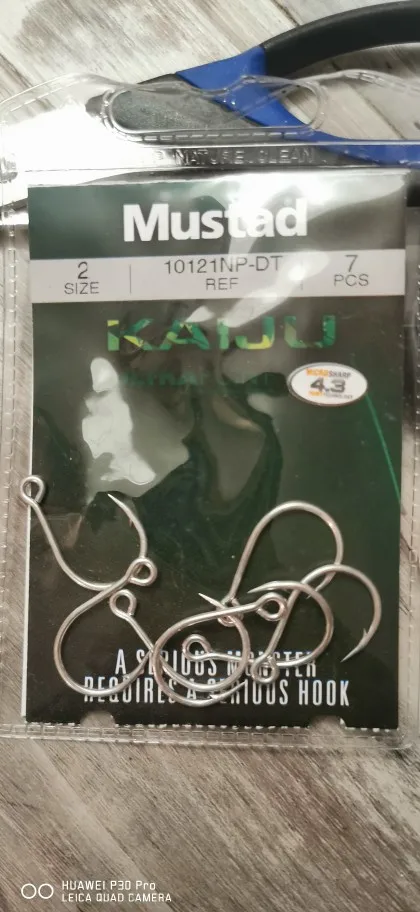 NATURE CLEAN
Mustad
2 10121NP-DT 7
SIZE REF PCS
KAIJU
4.3
A SERIOUS MONSTER
REQUIRES A SERIOUS HOOK
HUAWEI P30 Pro
LEICA QUAD CAMERA